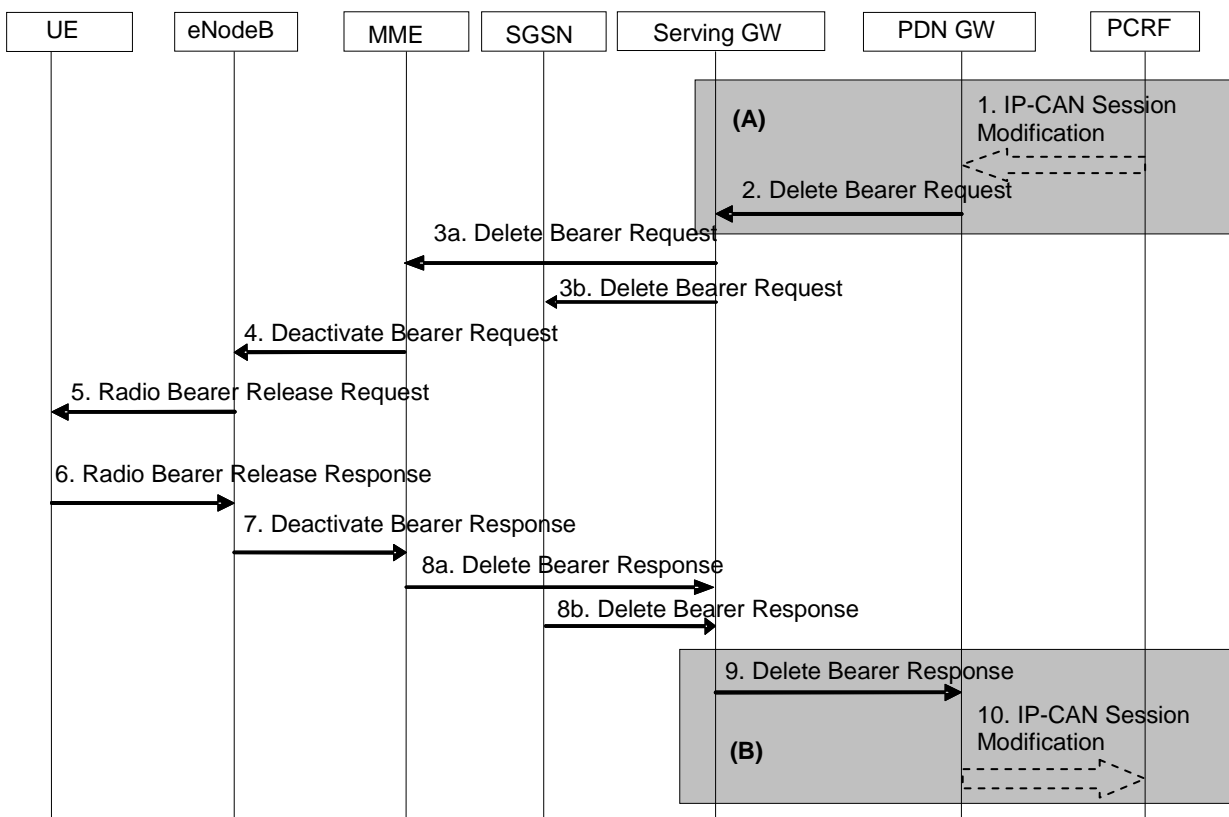 UE
eNodeB
MME
SGSN
Serving GW
PDN GW
PCRF
(A)
1. IP-CAN Session
Modification
2. Delete Bearer Request
3a. Delete Bearer Request
3b. Delete Bearer Request
4. Deactivate Bearer Request
5. Radio Bearer Release Request
6. Radio Bearer Release Response
7. Deactivate Bearer Response
8a. Delete Bearer Response
8b. Delete Bearer Response
9. Delete Bearer Response
10. IP-CAN Session
Modification
(B)